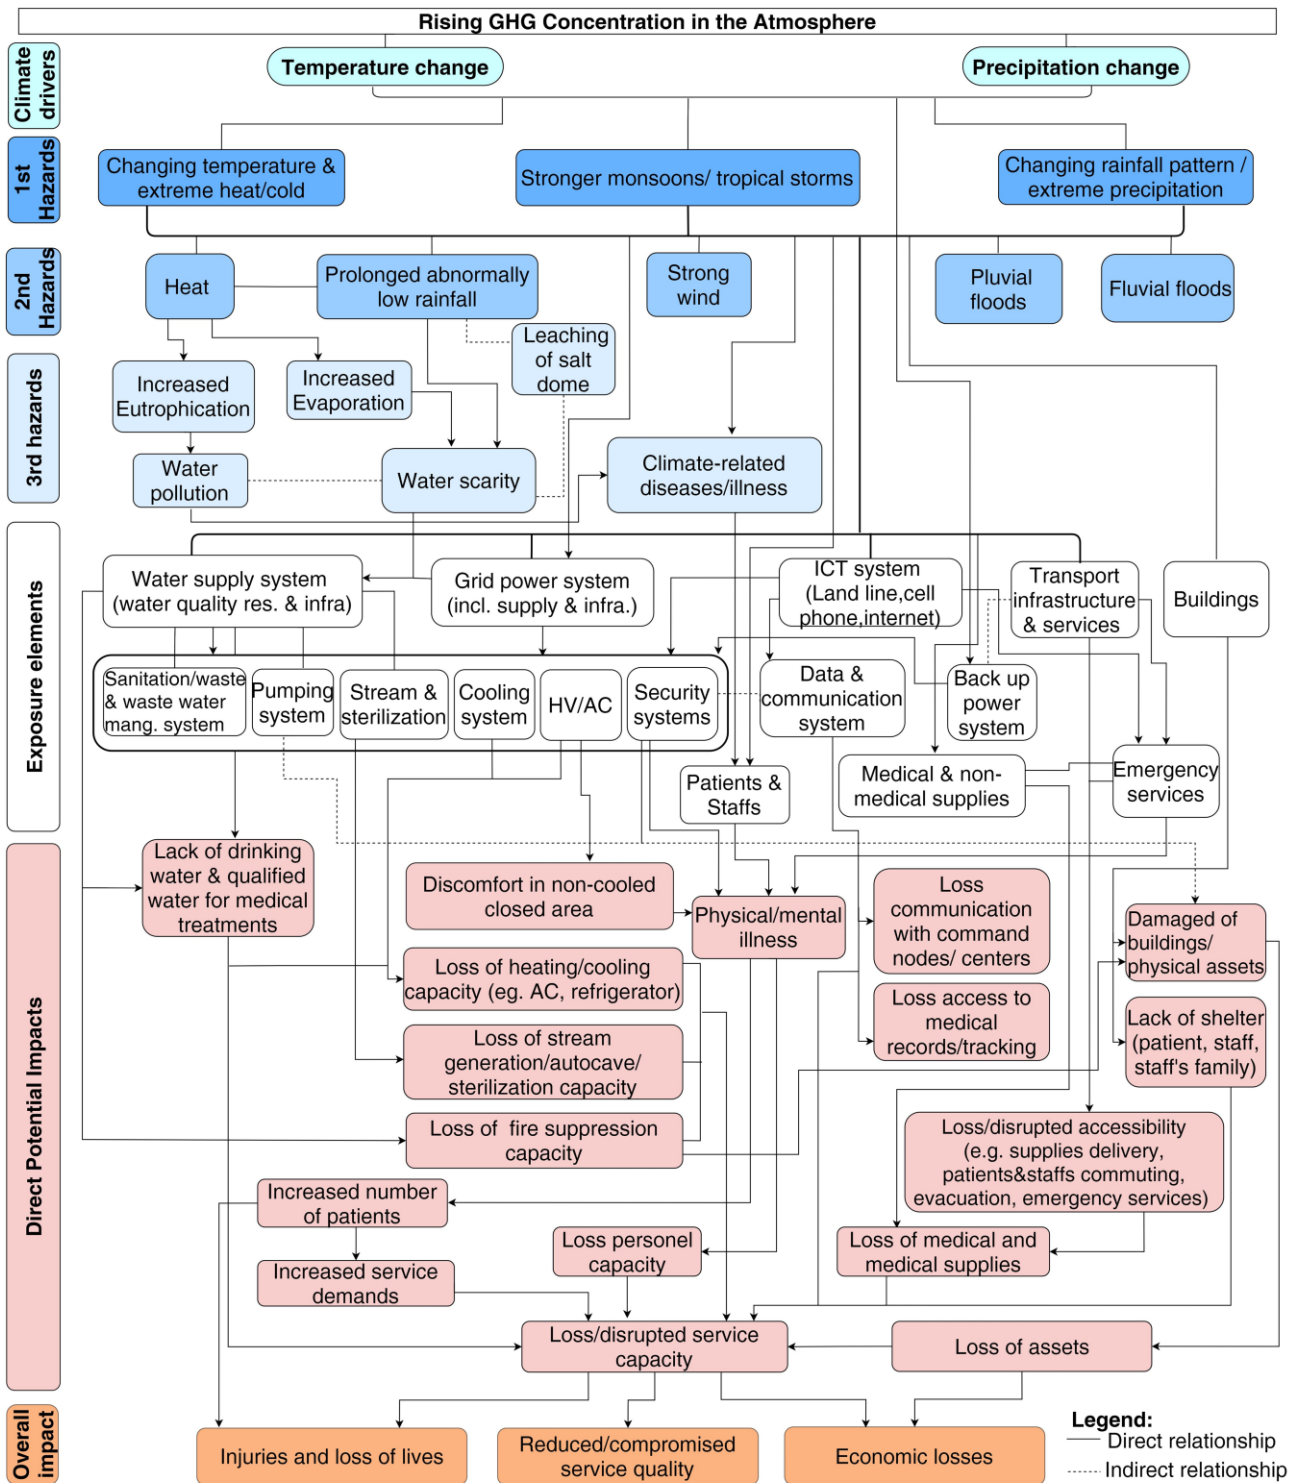 Rising GHG Concentration in the Atmosphere
Climate
drivers
Temperature change
Precipitation change
1st
Hazards
Changing temperature &
extreme heat/cold
Stronger monsoons/ tropical storms
Changing rainfall pattern /
extreme precipitation
2nd
Hazards
Heat
Prolonged abnormally
low rainfall
Strong
wind
Pluvial
floods
Fluvial floods
3rd hazards
Leaching
of salt
dome
Increased
Eutrophication
Increased
Evaporation
Water
pollution
Water scarity
Climate-related
diseases/illness
Exposure elements
Water supply system
(water quality res. & infra)
Grid power system
(incl. supply & infra.)
ICT system
(Land line,cell
phone,internet)
Transport
infrastructure
& services
Buildings
Sanitation/waste
& waste water
mang. system
Pumping
system
Stream &
sterilization
Cooling
system
HV/AC
Security
systems
Data &
communication
system
Back up
power
system
Patients &
Staffs
Medical & non-
medical supplies
Emergency
services
Direct Potential Impacts
Lack of drinking
water & qualified
water for medical
treatments
Discomfort in non-cooled
closed area
Physical/mental
illness
Loss
communication
with command
nodes/ centers
Damaged of
buildings/
physical assets
Loss of heating/cooling
capacity (eg. AC, refrigerator)
Loss access to
medical
records/tracking
Lack of shelter
(patient, staff,
staff's family)
Loss of stream
generation/autocave/
sterilization capacity
Loss of fire suppression
capacity
Loss/disrupted accessibility
(e.g. supplies delivery,
patients&staffs commuting,
evacuation, emergency services)
Increased number
of patients
Loss personel
capacity
Loss of medical and
medical supplies
Increased service
demands
Loss/disrupted service
capacity
Loss of assets
Overall
impact
Injuries and loss of lives
Reduced/compromised
service quality
Economic losses
Legend:
Direct relationship
Indirect relationship